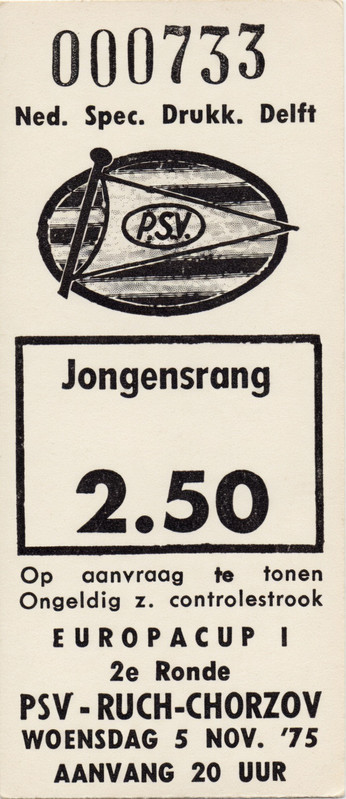 000733
Ned. Spec. Drukk. Delft
P.S.V.
Jongensrang
2.50
Op aanvraag te tonen
Ongeldig z. controlestrook
EUROPACUP I
2e Ronde
PSV - RUCH - CHORZOV
WOENSDAG 5 NOV. '75
AANVANG 20 UUR